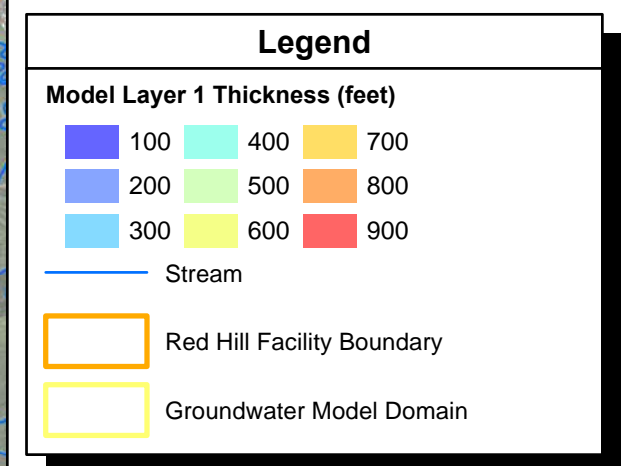 Legend
Model Layer 1 Thickness (feet)
100 400 700
200 500 800
300 600 900
Stream
Red Hill Facility Boundary
Groundwater Model Domain